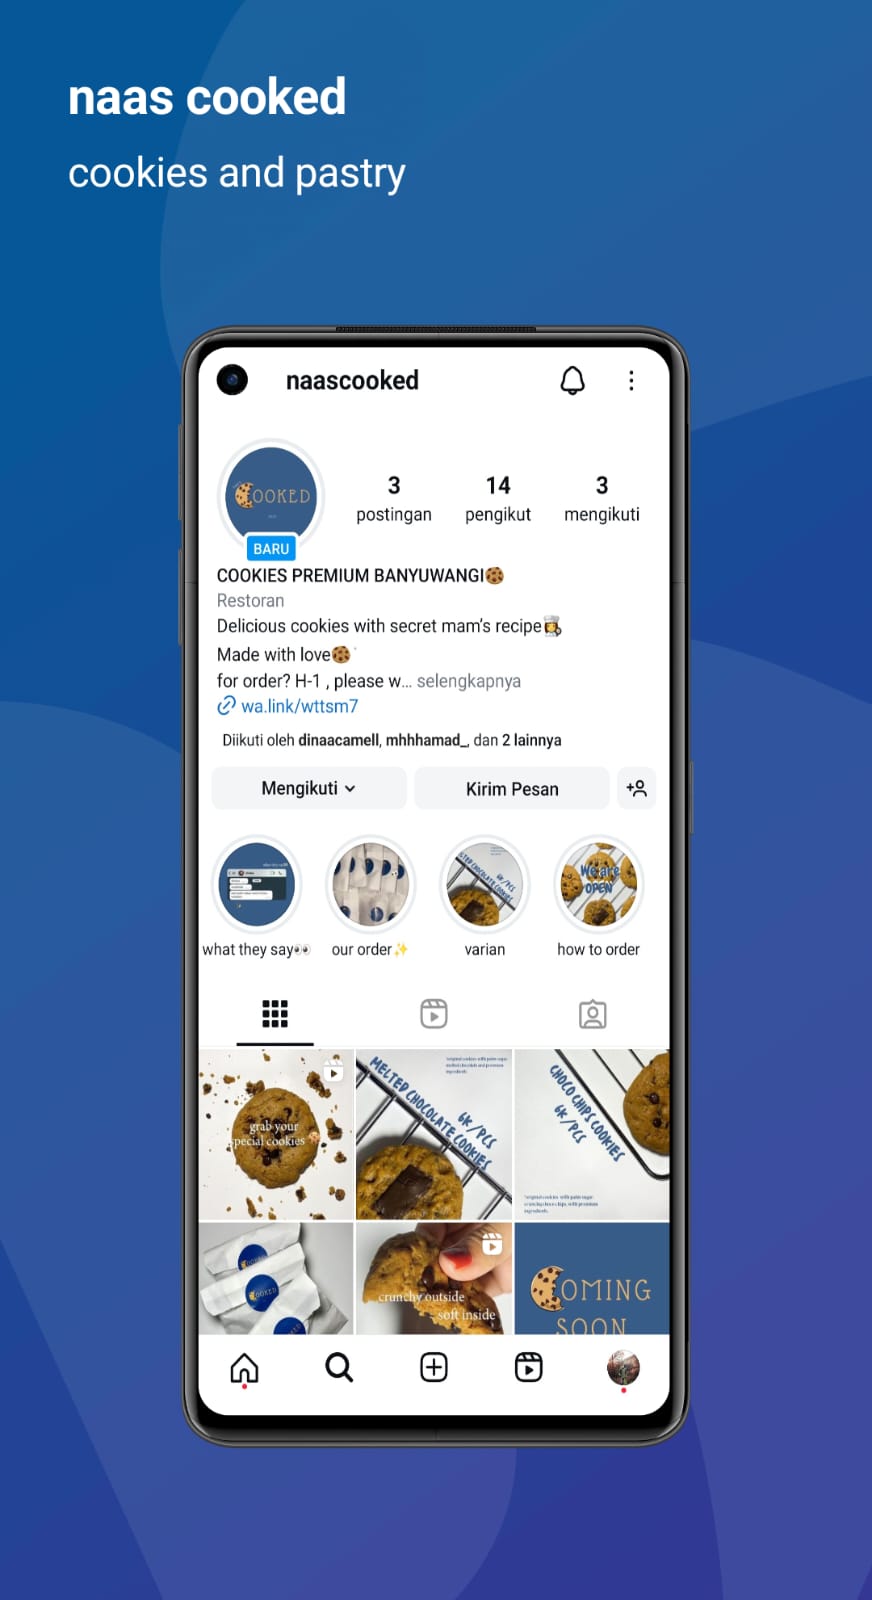 naas cooked
cookies and pastry
naascooked
COOKED
3
postingan
14
pengikut
3
mengikuti
BARU
COOKIES PREMIUM BANYUWANGI🍪
Restoran
Delicious cookies with secret mam's recipe👩‍🍳
Made with love🍪
for order? H-1 , please w... selengkapnya
wa.link/wttsm7
Diikuti oleh dinaacamell, mhhhamad_, dan 2 lainnya
Mengikuti
Kirim Pesan
We are
OPEN
what they say👀
our order✨
varian
how to order
grab your
special cookies
MELTED CHOCOLATE COOKIES
6K/PCS
CHOCO CHIPS COOKIES
6K/PCS
COOKED
crunchy outside
soft inside
COMING
SOON